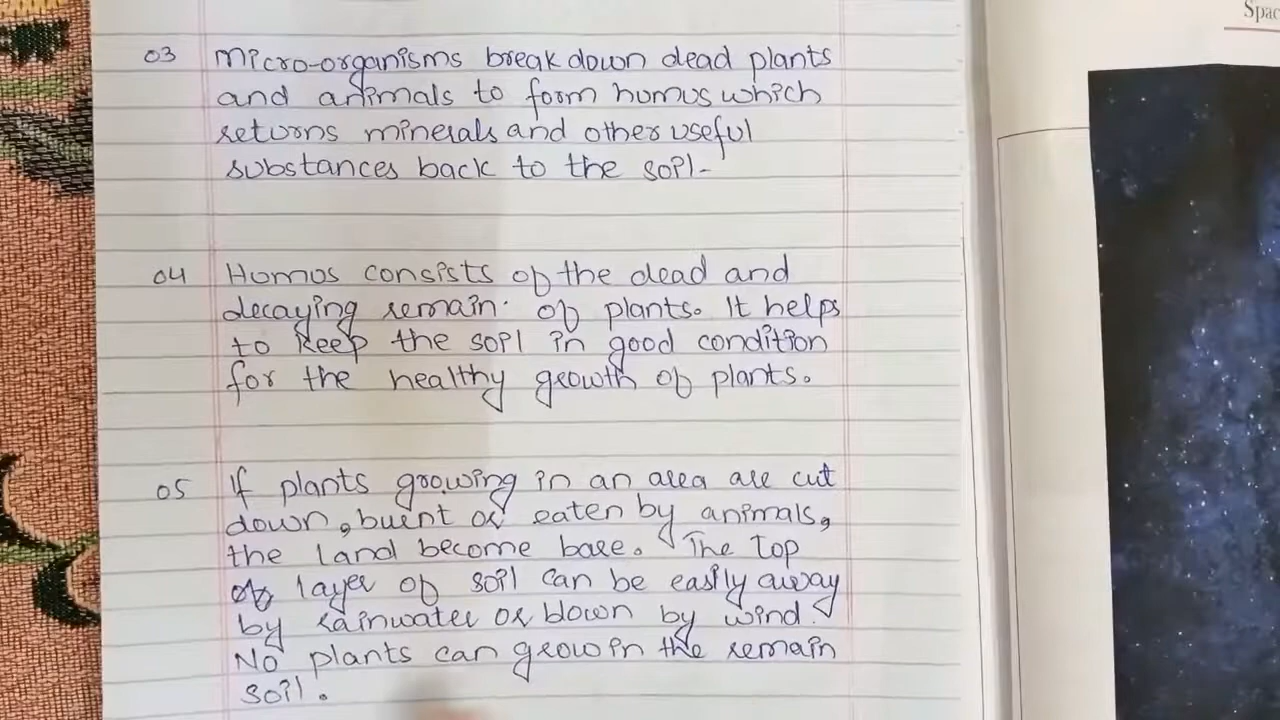 Spac
03 Micro-organisms break down dead plants
and animals to form humus which
returns minerals and other useful
substances back to the soil-
04 Humus consists of the dead and
decaying remain. of plants. It helps
to keep the soil in good condition
for the healthy growth of plants.
05 If plants growing in an area are cut
down, burnt or eaten by animals,
the land become bare. The top
layer of soil can be easily away
by rainwater or blown by wind.
No plants can grow in the remain
soil.